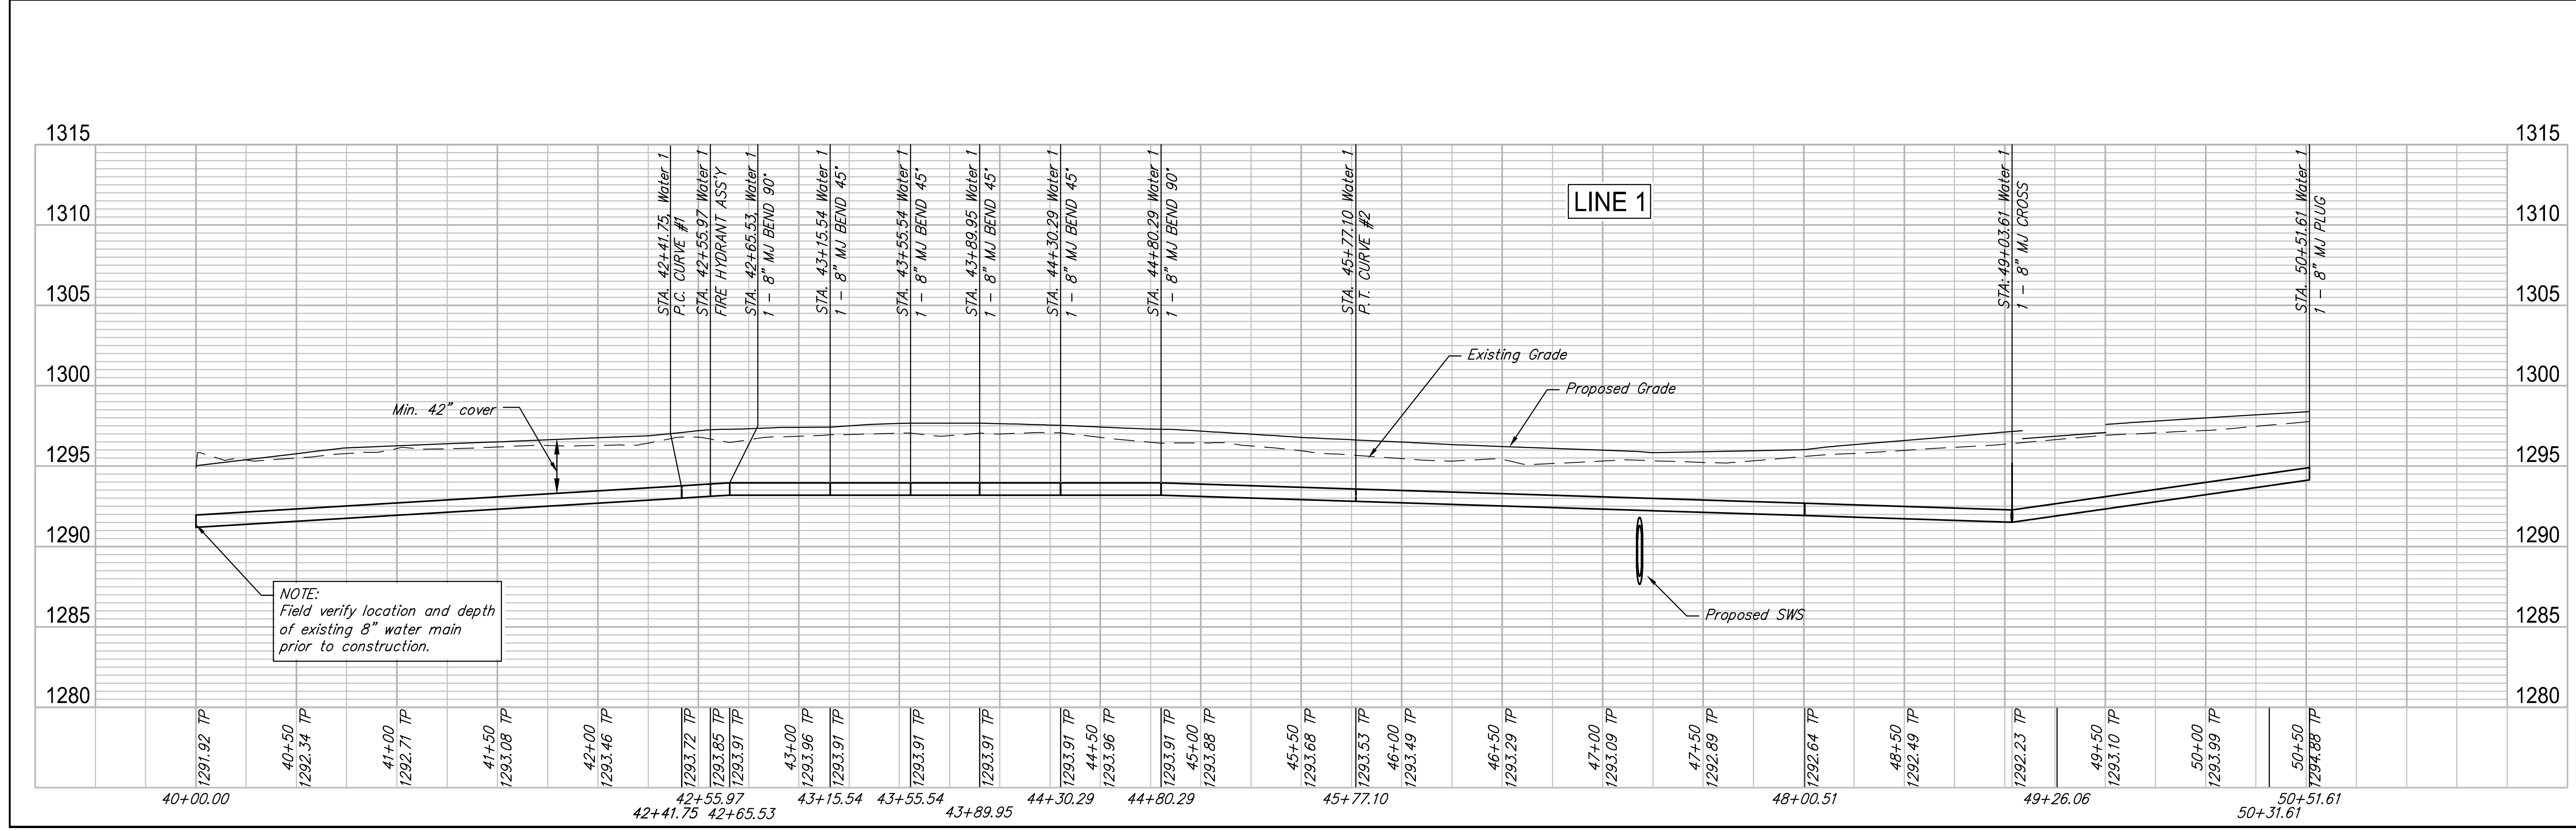 1315
1315
1310
1310
1305
1305
1300
1300
1295
1295
1290
1290
1285
1285
1280
1280
STA. 42+41.75, Water 1
P.C. CURVE #1
STA. 42+55.97 Water 1
FIRE HYDRANT ASS'Y
STA. 42+65.53, Water 1
1 - 8" MJ BEND 90°
STA. 43+15.54 Water 1
1 - 8" MJ BEND 45°
STA. 43+55.54 Water 1
1 - 8" MJ BEND 45°
STA. 43+89.95 Water 1
1 - 8" MJ BEND 45°
STA. 44+30.29 Water 1
1 - 8" MJ BEND 45°
STA. 44+80.29 Water 1
1 - 8" MJ BEND 90°
STA. 45+77.10 Water 1
P.T. CURVE #2
LINE 1
STA. 49+03.61 Water 1
1 - 8" MJ CROSS
STA. 50+51.61 Water 1
1 - 8" MJ PLUG
Existing Grade
Proposed Grade
Min. 42" cover
NOTE:
Field verify location and depth
of existing 8" water main
prior to construction.
Proposed SWS
1291.92 TP
40+50
1292.34 TP
41+00
1292.71 TP
41+50
1293.08 TP
42+00
1293.46 TP
1293.72 TP
1293.85 TP
1293.91 TP
43+00
1293.96 TP
1293.91 TP
1293.91 TP
1293.91 TP
1293.91 TP
44+50
1293.96 TP
1293.91 TP
45+00
1293.88 TP
45+50
1293.68 TP
1293.53 TP
46+00
1293.49 TP
46+50
1293.29 TP
47+00
1293.09 TP
47+50
1292.89 TP
1292.64 TP
48+50
1292.49 TP
1292.23 TP
49+50
1293.10 TP
50+00
1293.99 TP
50+50
1294.88 TP
40+00.00
42+41.75
42+55.97
42+65.53
43+15.54
43+55.54
43+89.95
44+30.29
44+80.29
45+77.10
48+00.51
49+26.06
50+31.61
50+51.61